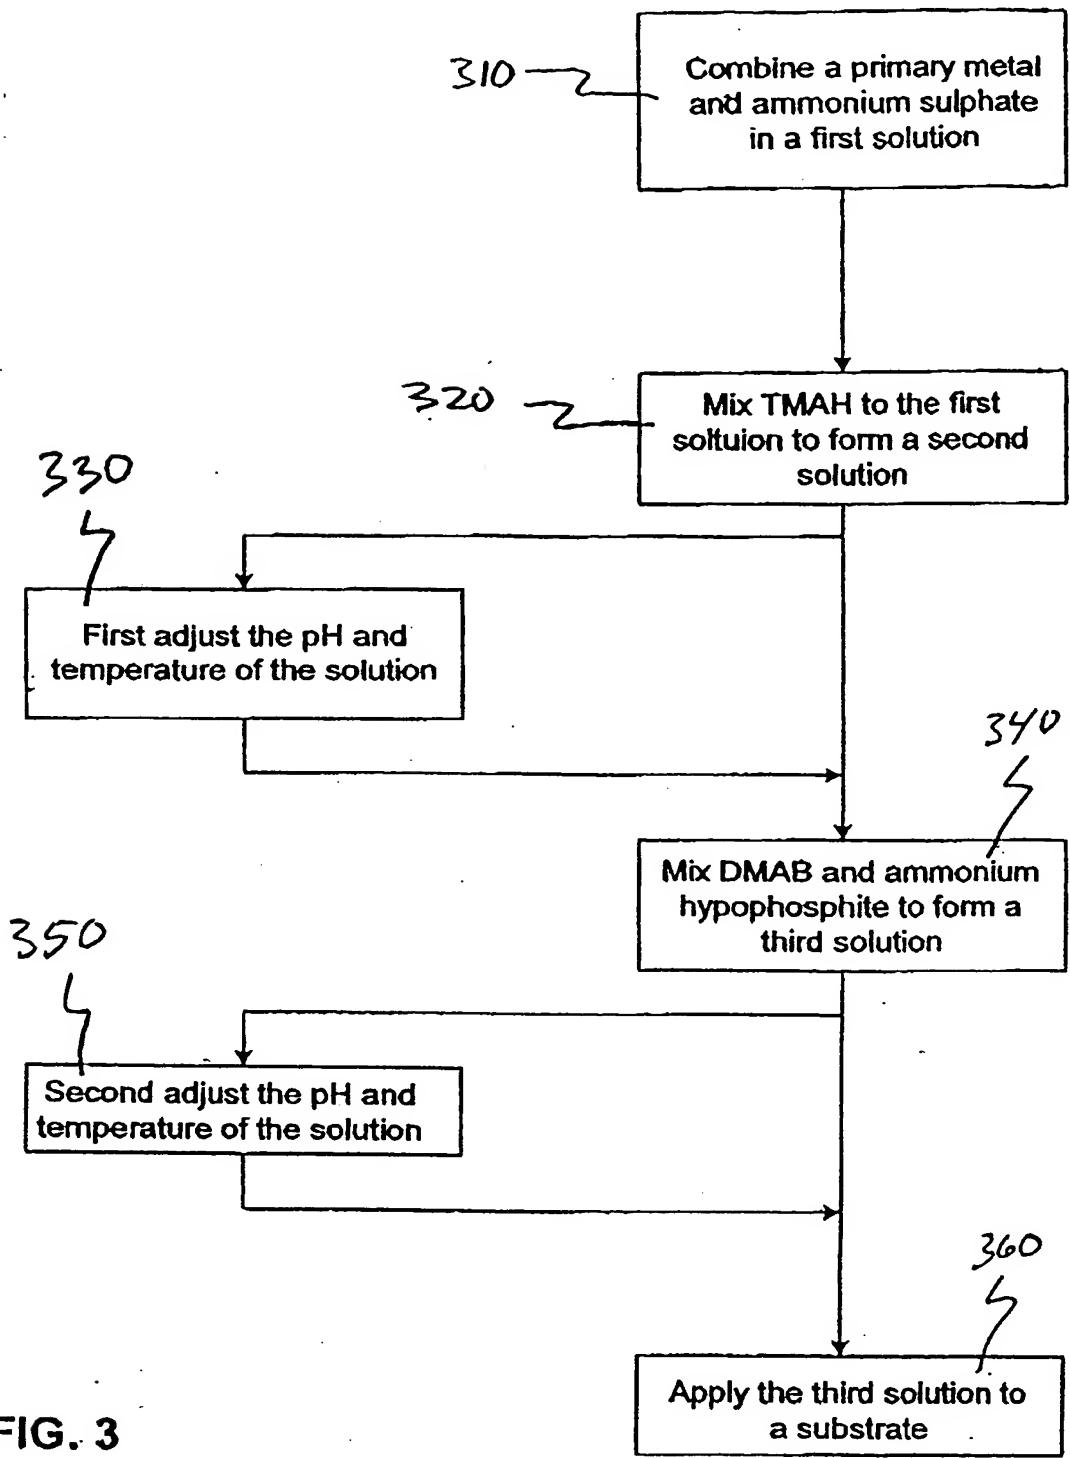 310
Combine a primary metal
and ammonium sulphate
in a first solution
320
Mix TMAH to the first
soltuion to form a second
solution
330
First adjust the pH and
temperature of the solution
340
Mix DMAB and ammonium
hypophosphite to form a
third solution
350
Second adjust the pH and
temperature of the solution
360
Apply the third solution to
a substrate
FIG. 3